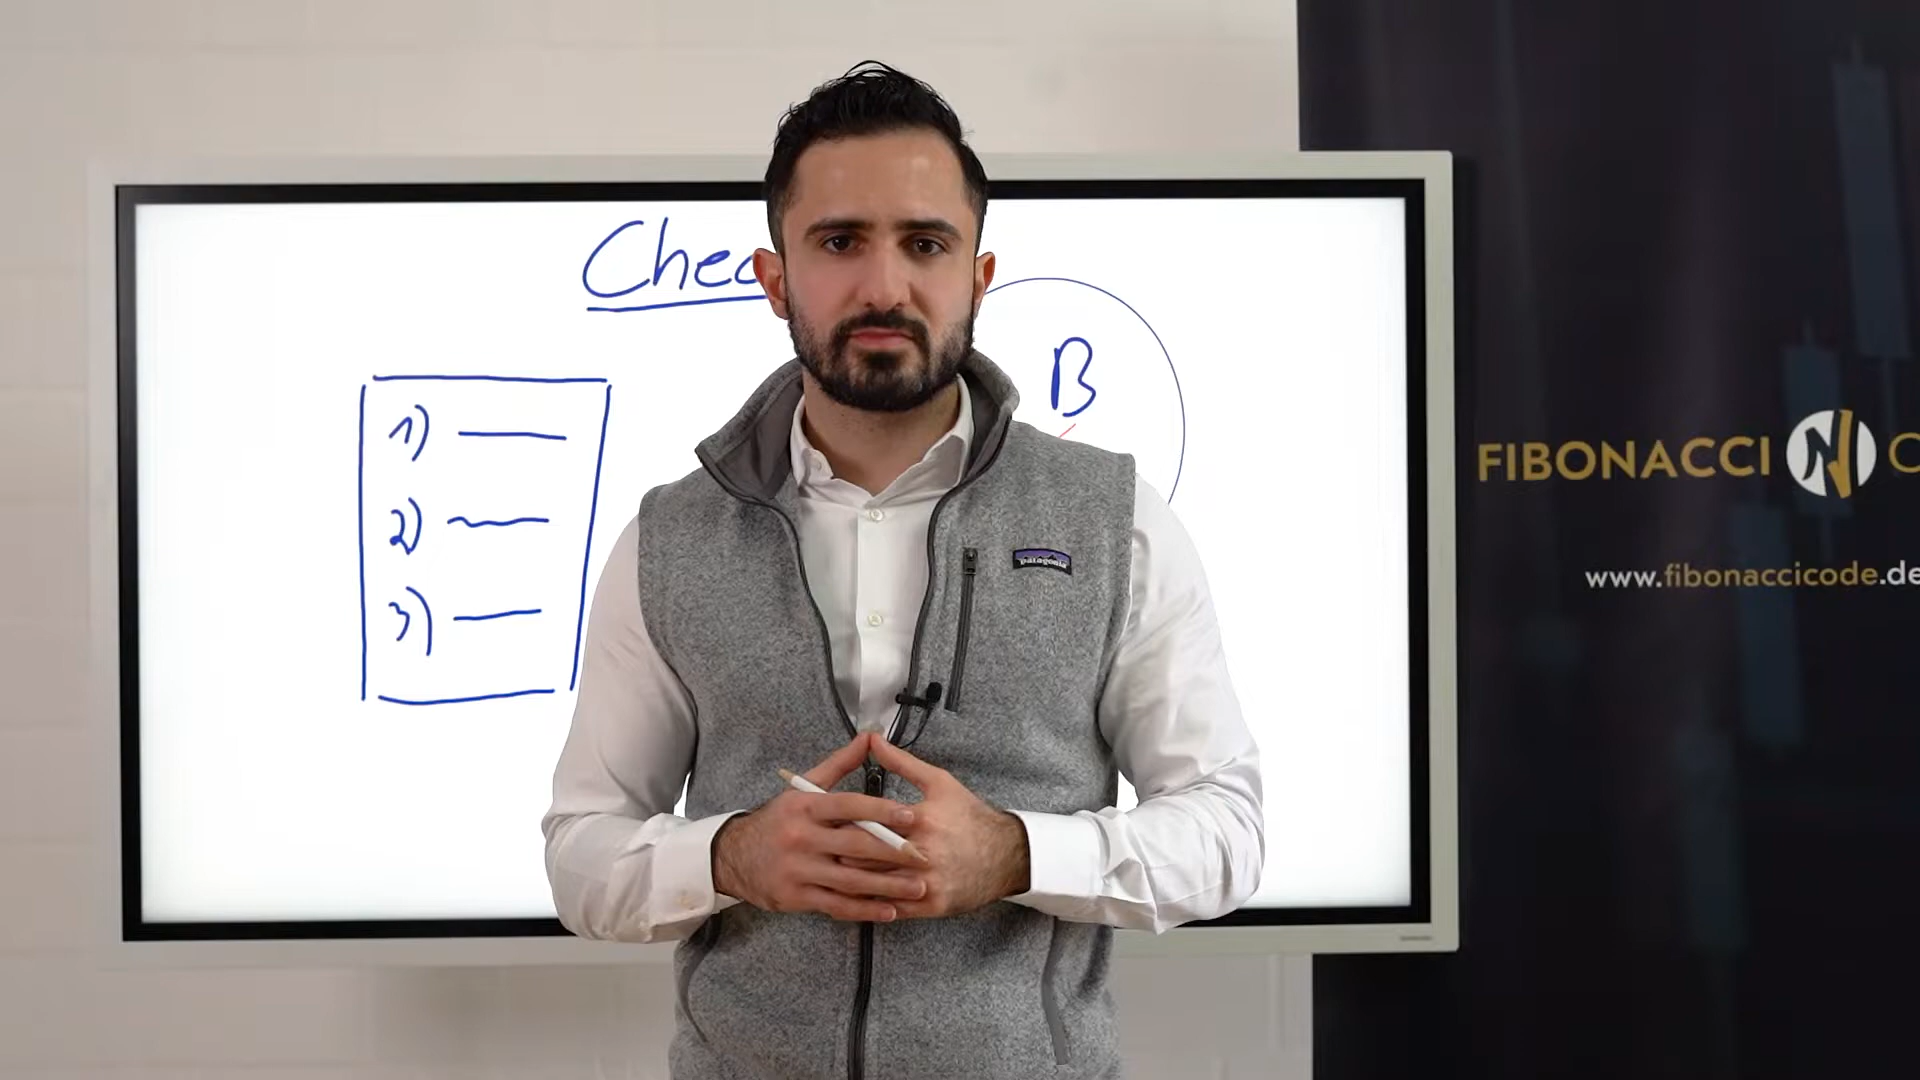 Chec
1)
2)
3)
B
patagonia
FIBONACCI C
www.fibonaccicode.de